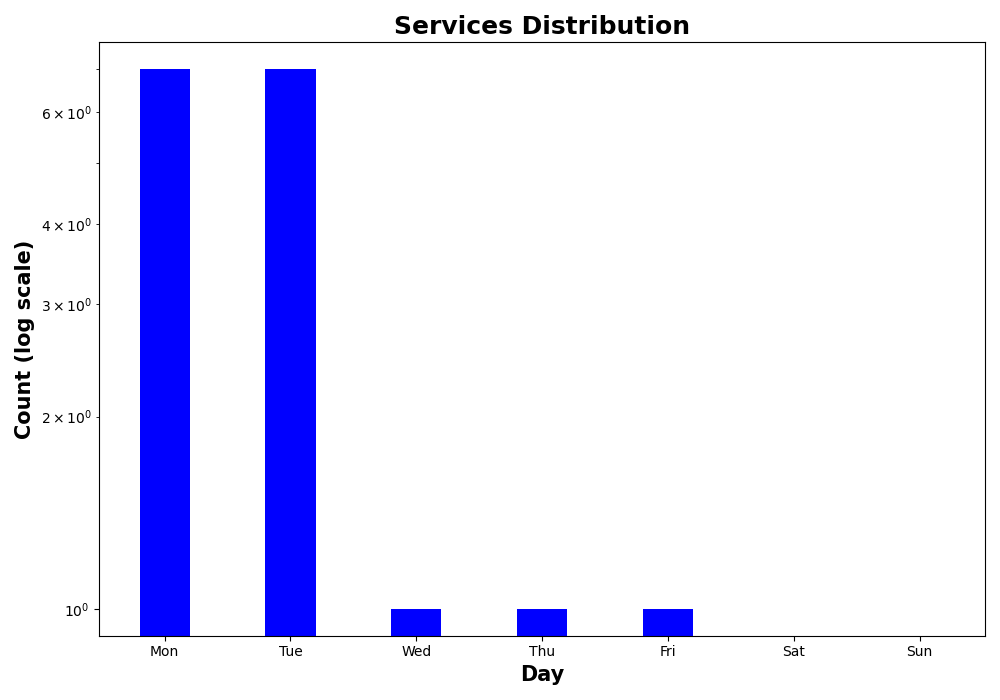 Services Distribution
Count (log scale)
6 × 10⁰
4 × 10⁰
3 × 10⁰
2 × 10⁰
10⁰
Mon Tue Wed Thu Fri Sat Sun
Day